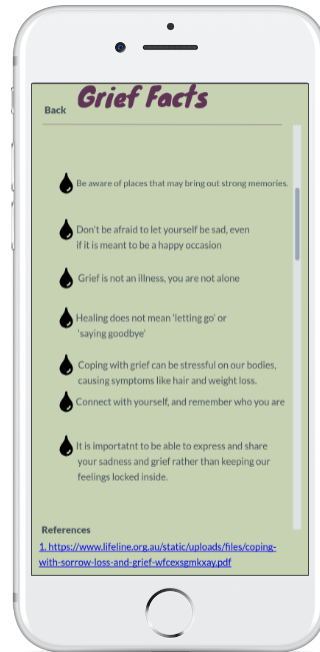 Back
Grief Facts
Be aware of places that may bring out strong memories.
Don't be afraid to let yourself be sad, even
if it is meant to be a happy occasion
Grief is not an illness, you are not alone
Healing does not mean 'letting go' or
'saying goodbye'
Coping with grief can be stressful on our bodies,
causing symptoms like hair and weight loss.
Connect with yourself, and remember who you are
It is importatnt to be able to express and share
your sadness and grief rather than keeping our
feelings locked inside.
References
1. https://www.lifeline.org.au/static/uploads/files/coping-
with-sorrow-loss-and-grief-wfcexsgmkxay.pdf